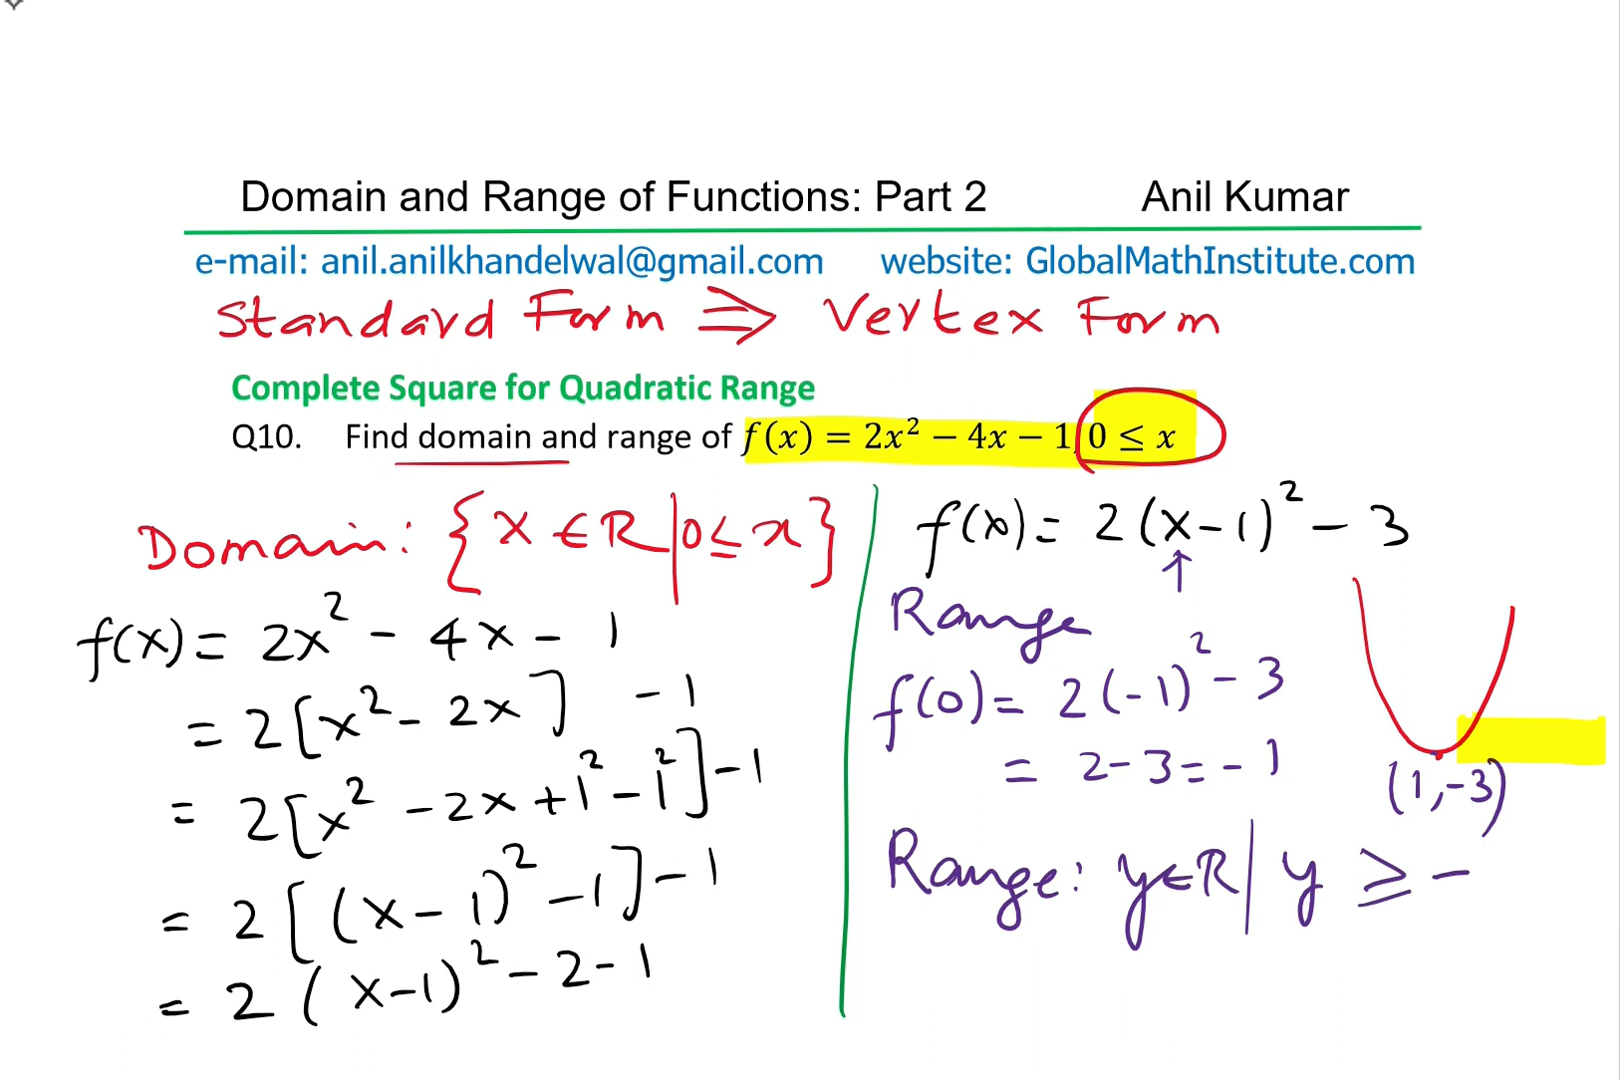 Domain and Range of Functions: Part 2 Anil Kumar
e-mail: anil.anilkhandelwal@gmail.com website: GlobalMathInstitute.com
Standard Form ⇒ Vertex Form
Complete Square for Quadratic Range
Q10. Find domain and range of f(x) = 2x² − 4x − 1, 0 ≤ x
Domain: {x ∈ R | 0 ≤ x}
f(x) = 2x² - 4x - 1
= 2[x² - 2x] - 1
= 2[x² - 2x + 1² - 1²] - 1
= 2[(x - 1)² - 1] - 1
= 2(x-1)² - 2 - 1
f(x) = 2(x-1)² - 3
↑
Range
f(0) = 2(-1)² - 3
= 2 - 3 = -1
(1, -3)
Range: y ∈ R | y ≥ -